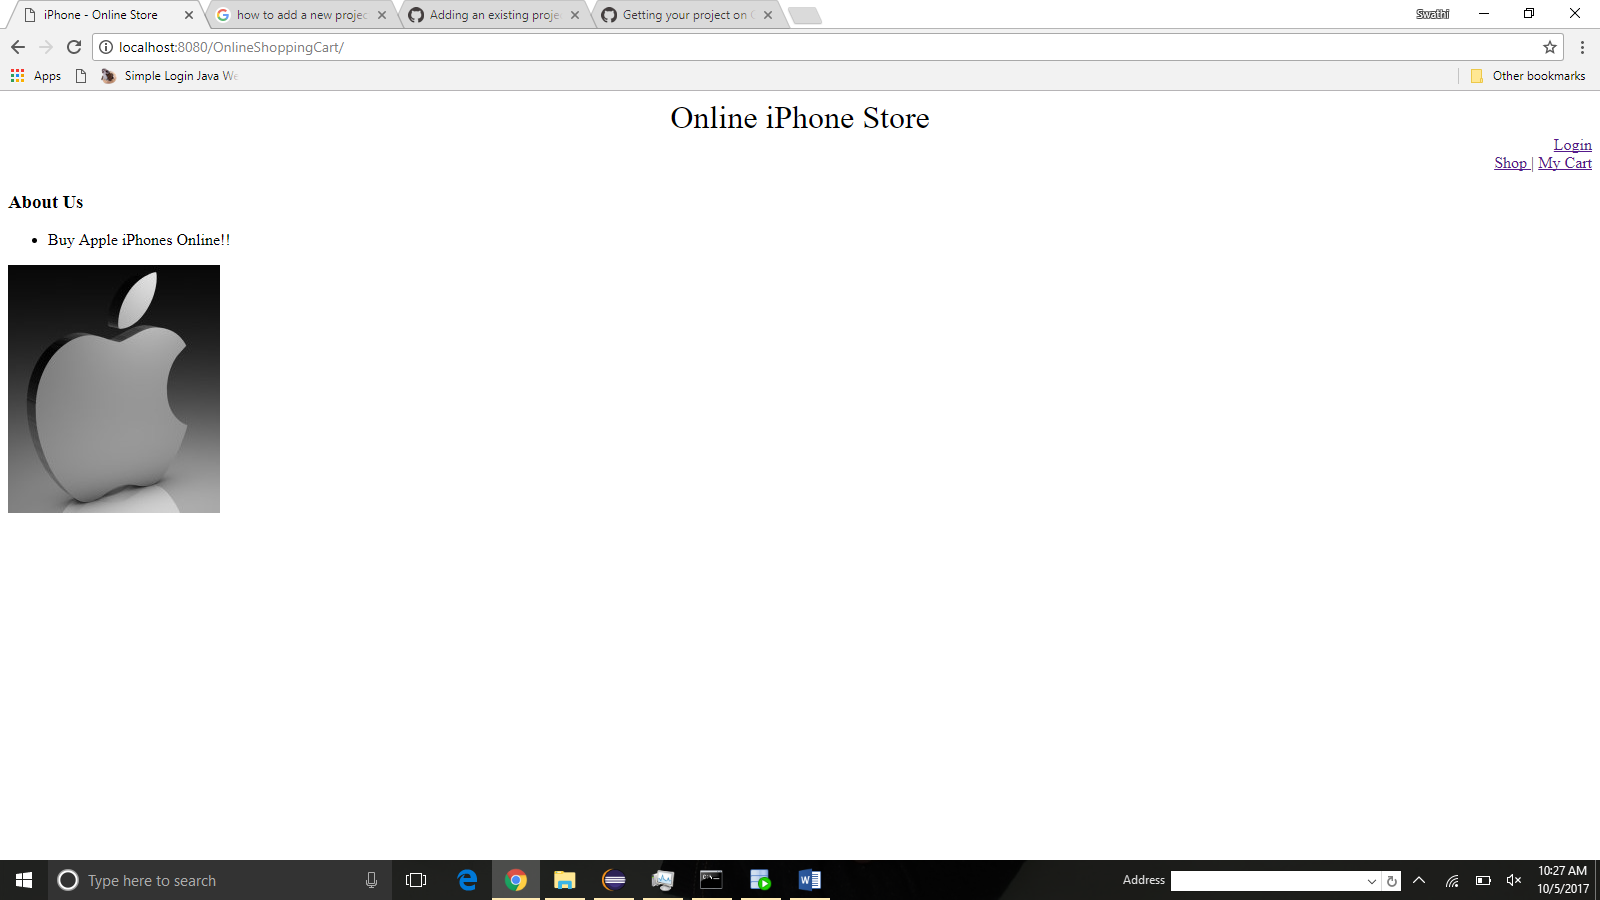 iPhone - Online Store
how to add a new projec
Adding an existing proje
Getting your project on
Swathi
localhost:8080/OnlineShoppingCart/
Apps
Simple Login Java We
Other bookmarks
Online iPhone Store
Login
Shop | My Cart
About Us
• Buy Apple iPhones Online!!
Type here to search
Address
10:27 AM
10/5/2017